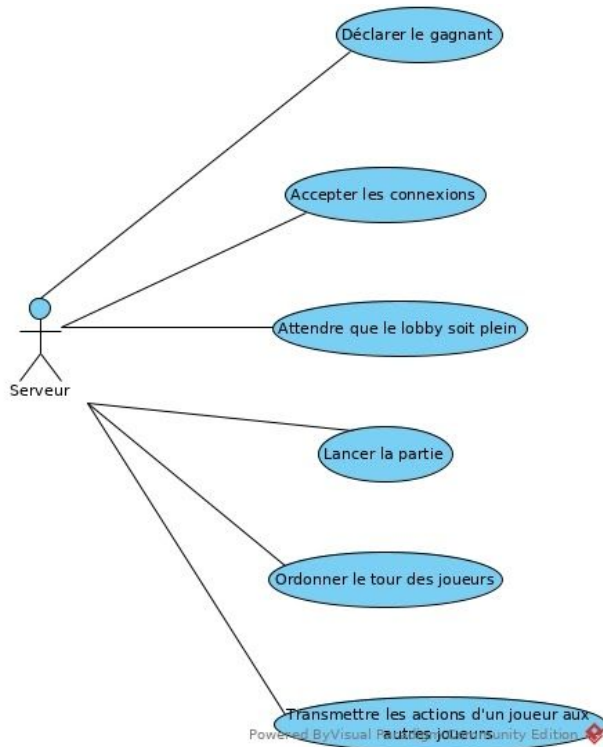 Déclarer le gagnant
Accepter les connexions
Attendre que le lobby soit plein
Serveur
Lancer la partie
Ordonner le tour des joueurs
Transmettre les actions d'un joueur aux
autres joueurs
Powered By Visual Community Edition